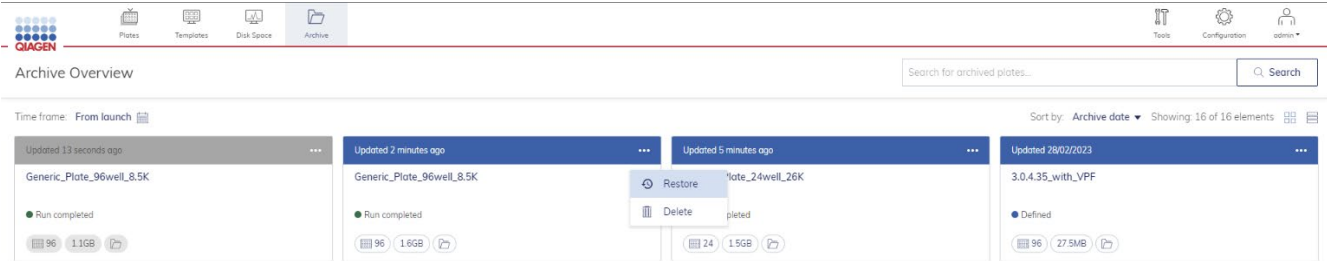 QIAGEN
Plates
Templates
Disk Space
Archive
Tools
Configuration
admin
Archive Overview
Search for archived plates...
Search
Time frame: From launch
Sort by: Archive date
Showing: 16 of 16 elements
Updated 13 seconds ago
Generic_Plate_96well_8.5K
Run completed
96 1.1GB
Updated 2 minutes ago
Generic_Plate_96well_8.5K
Run completed
96 1.6GB
Restore
Delete
Updated 5 minutes ago
late_24well_26K
pleted
24 1.5GB
Updated 28/02/2023
3.0.4.35_with_VPF
Defined
96 27.5MB